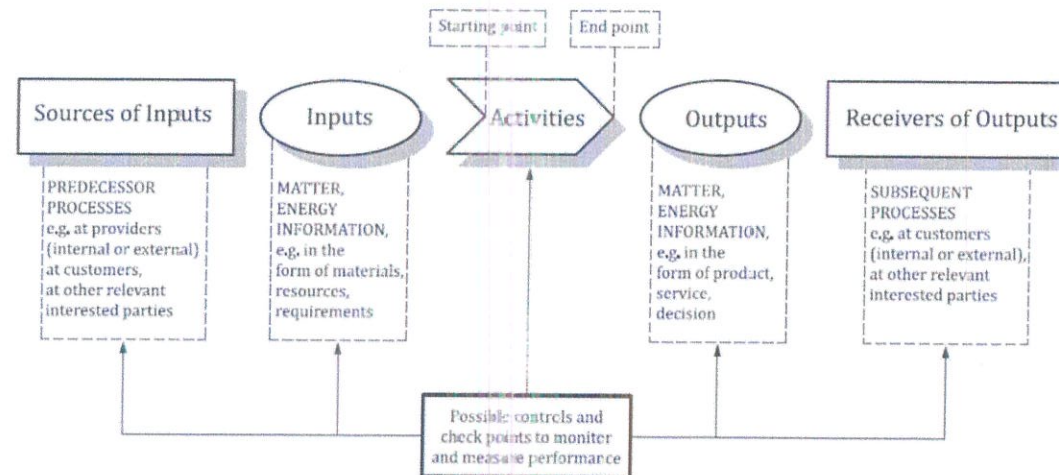 Starting point
End point
Sources of Inputs
Inputs
Activities
Outputs
Receivers of Outputs
PREDECESSOR
PROCESSES
e.g. at providers
(internal or external)
at customers,
at other relevant
interested parties
MATTER,
ENERGY
INFORMATION,
e.g. in the
form of materials,
resources,
requirements
MATTER,
ENERGY
INFORMATION,
e.g. in the
form of product,
service,
decision
SUBSEQUENT
PROCESSES
e.g. at customers
(internal or external),
at other relevant
interested parties
Possible controls and
check points to monitor
and measure performance